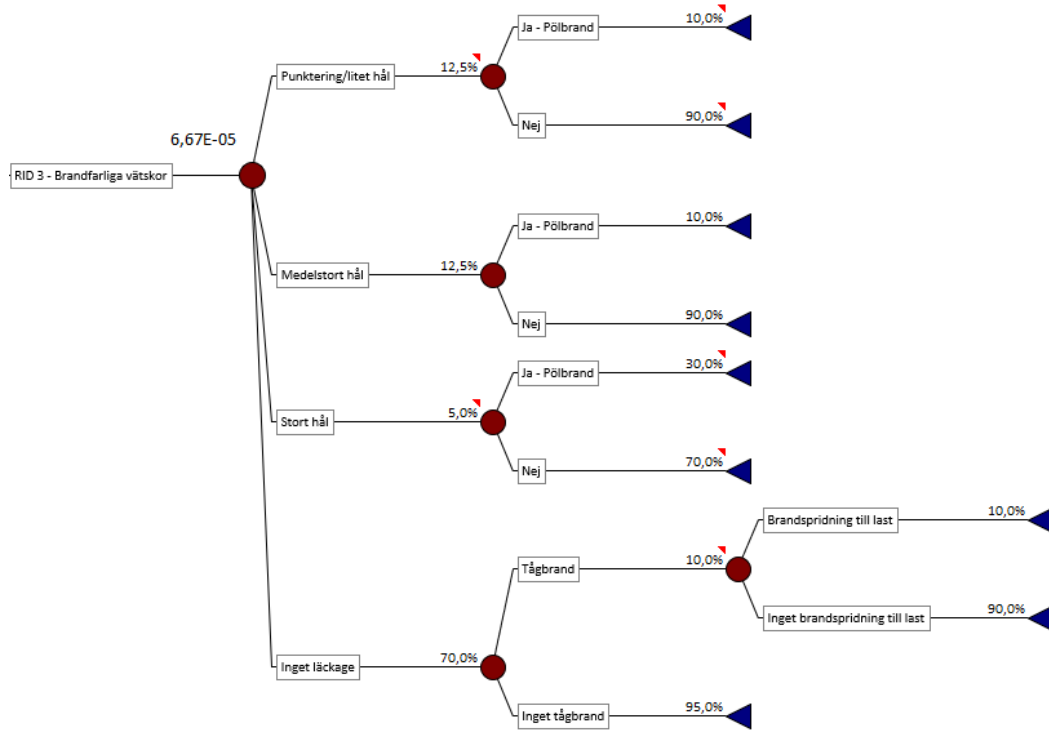 Ja - Pölbrand
10,0%
Punktering/litet hål
12,5%
Nej
90,0%
6,67E-05
RID 3 - Brandfarliga vätskor
Ja - Pölbrand
10,0%
Medelstort hål
12,5%
Nej
90,0%
Ja - Pölbrand
30,0%
Stort hål
5,0%
Nej
70,0%
Brandspridning till last
10,0%
Tågbrand
10,0%
Inget brandspridning till last
90,0%
Inget läckage
70,0%
Inget tågbrand
95,0%